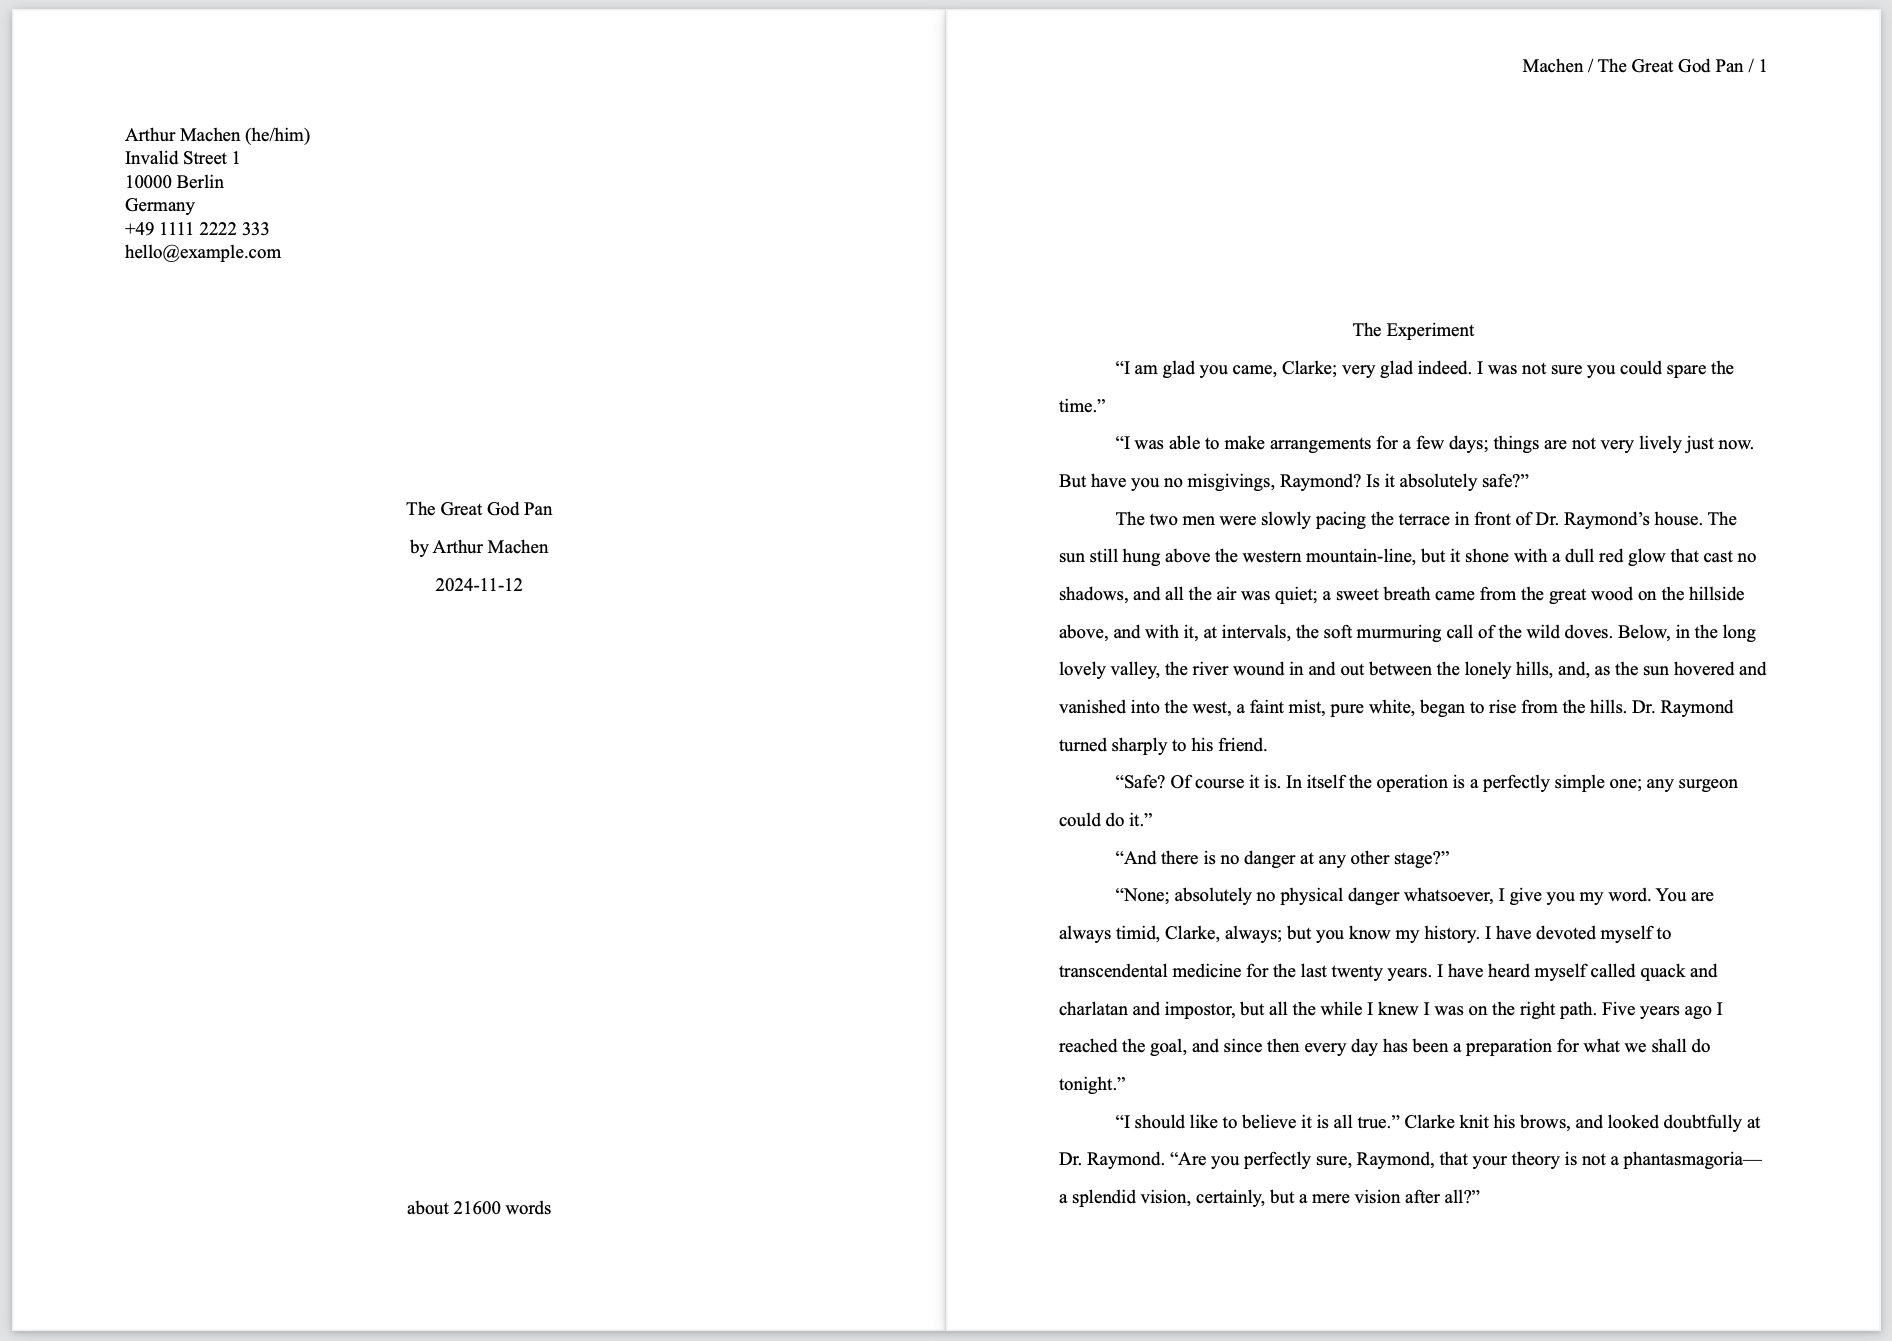 Arthur Machen (he/him)
Invalid Street 1
10000 Berlin
Germany
+49 1111 2222 333
hello@example.com
The Great God Pan
by Arthur Machen
2024-11-12
about 21600 words
Machen / The Great God Pan / 1
The Experiment
“I am glad you came, Clarke; very glad indeed. I was not sure you could spare the
time.”
“I was able to make arrangements for a few days; things are not very lively just now.
But have you no misgivings, Raymond? Is it absolutely safe?”
The two men were slowly pacing the terrace in front of Dr. Raymond’s house. The
sun still hung above the western mountain-line, but it shone with a dull red glow that cast no
shadows, and all the air was quiet; a sweet breath came from the great wood on the hillside
above, and with it, at intervals, the soft murmuring call of the wild doves. Below, in the long
lovely valley, the river wound in and out between the lonely hills, and, as the sun hovered and
vanished into the west, a faint mist, pure white, began to rise from the hills. Dr. Raymond
turned sharply to his friend.
“Safe? Of course it is. In itself the operation is a perfectly simple one; any surgeon
could do it.”
“And there is no danger at any other stage?”
“None; absolutely no physical danger whatsoever, I give you my word. You are
always timid, Clarke, always; but you know my history. I have devoted myself to
transcendental medicine for the last twenty years. I have heard myself called quack and
charlatan and impostor, but all the while I knew I was on the right path. Five years ago I
reached the goal, and since then every day has been a preparation for what we shall do
tonight.”
“I should like to believe it is all true.” Clarke knit his brows, and looked doubtfully at
Dr. Raymond. “Are you perfectly sure, Raymond, that your theory is not a phantasmagoria—
a splendid vision, certainly, but a mere vision after all?”